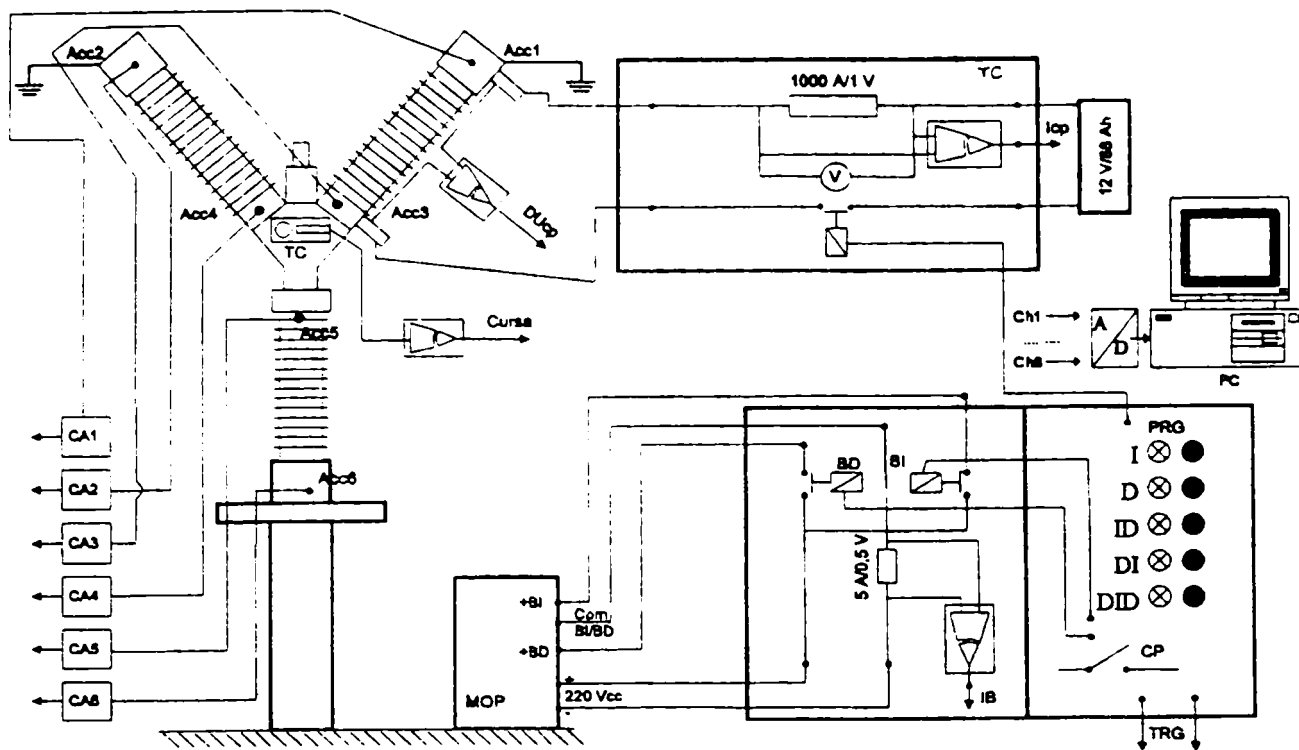 Acc2
Acc1
1000 A/1 V
TC
Icp
12 V/88 Ah
V
Acc4
Acc3
DUcp
TC
Acc5
Cursa
Ch1
Ch8
A
D
PC
CA1
CA2
CA3
CA4
CA5
CA6
Acc6
BD
BI
5 A/0,5 V
IB
PRG
I
D
ID
DI
DID
CP
TRG
+BI
Com.
BI/BD
+BD
+
220 Vcc
-
MOP